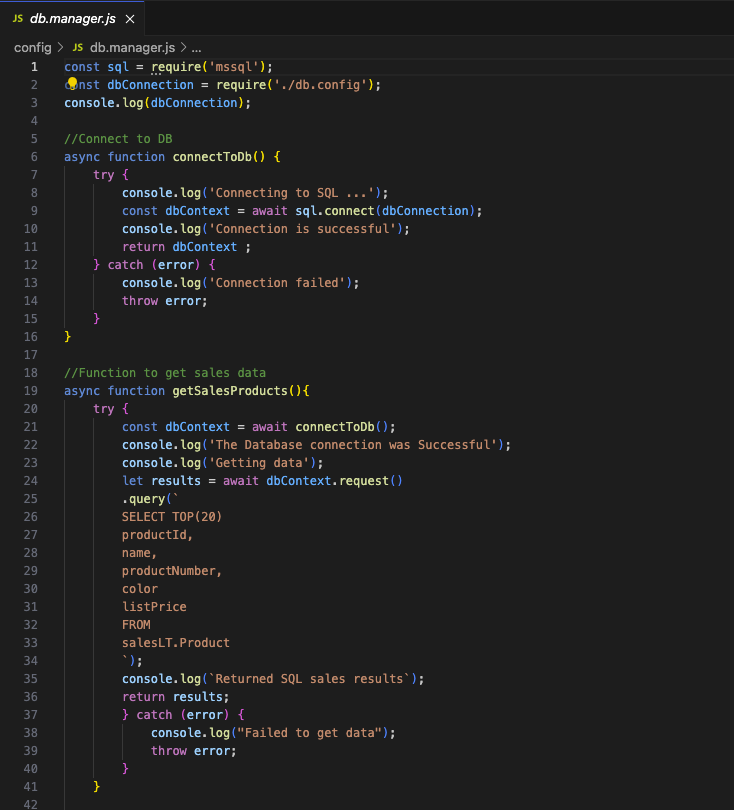 JS db.manager.js ×
config > JS db.manager.js > ...
1 const sql = require('mssql');
2 const dbConnection = require('./db.config');
3 console.log(dbConnection);
4
5 //Connect to DB
6 async function connectToDb() {
7     try {
8         console.log('Connecting to SQL ...');
9         const dbContext = await sql.connect(dbConnection);
10         console.log('Connection is successful');
11         return dbContext ;
12     } catch (error) {
13         console.log('Connection failed');
14         throw error;
15     }
16 }
17
18 //Function to get sales data
19 async function getSalesProducts(){
20     try {
21         const dbContext = await connectToDb();
22         console.log('The Database connection was Successful');
23         console.log('Getting data');
24         let results = await dbContext.request()
25         .query(`
26         SELECT TOP(20)
27         productId,
28         name,
29         productNumber,
30         color
31         listPrice
32         FROM
33         salesLT.Product
34         `);
35         console.log(`Returned SQL sales results`);
36         return results;
37         } catch (error) {
38             console.log("Failed to get data");
39             throw error;
40         }
41     }
42